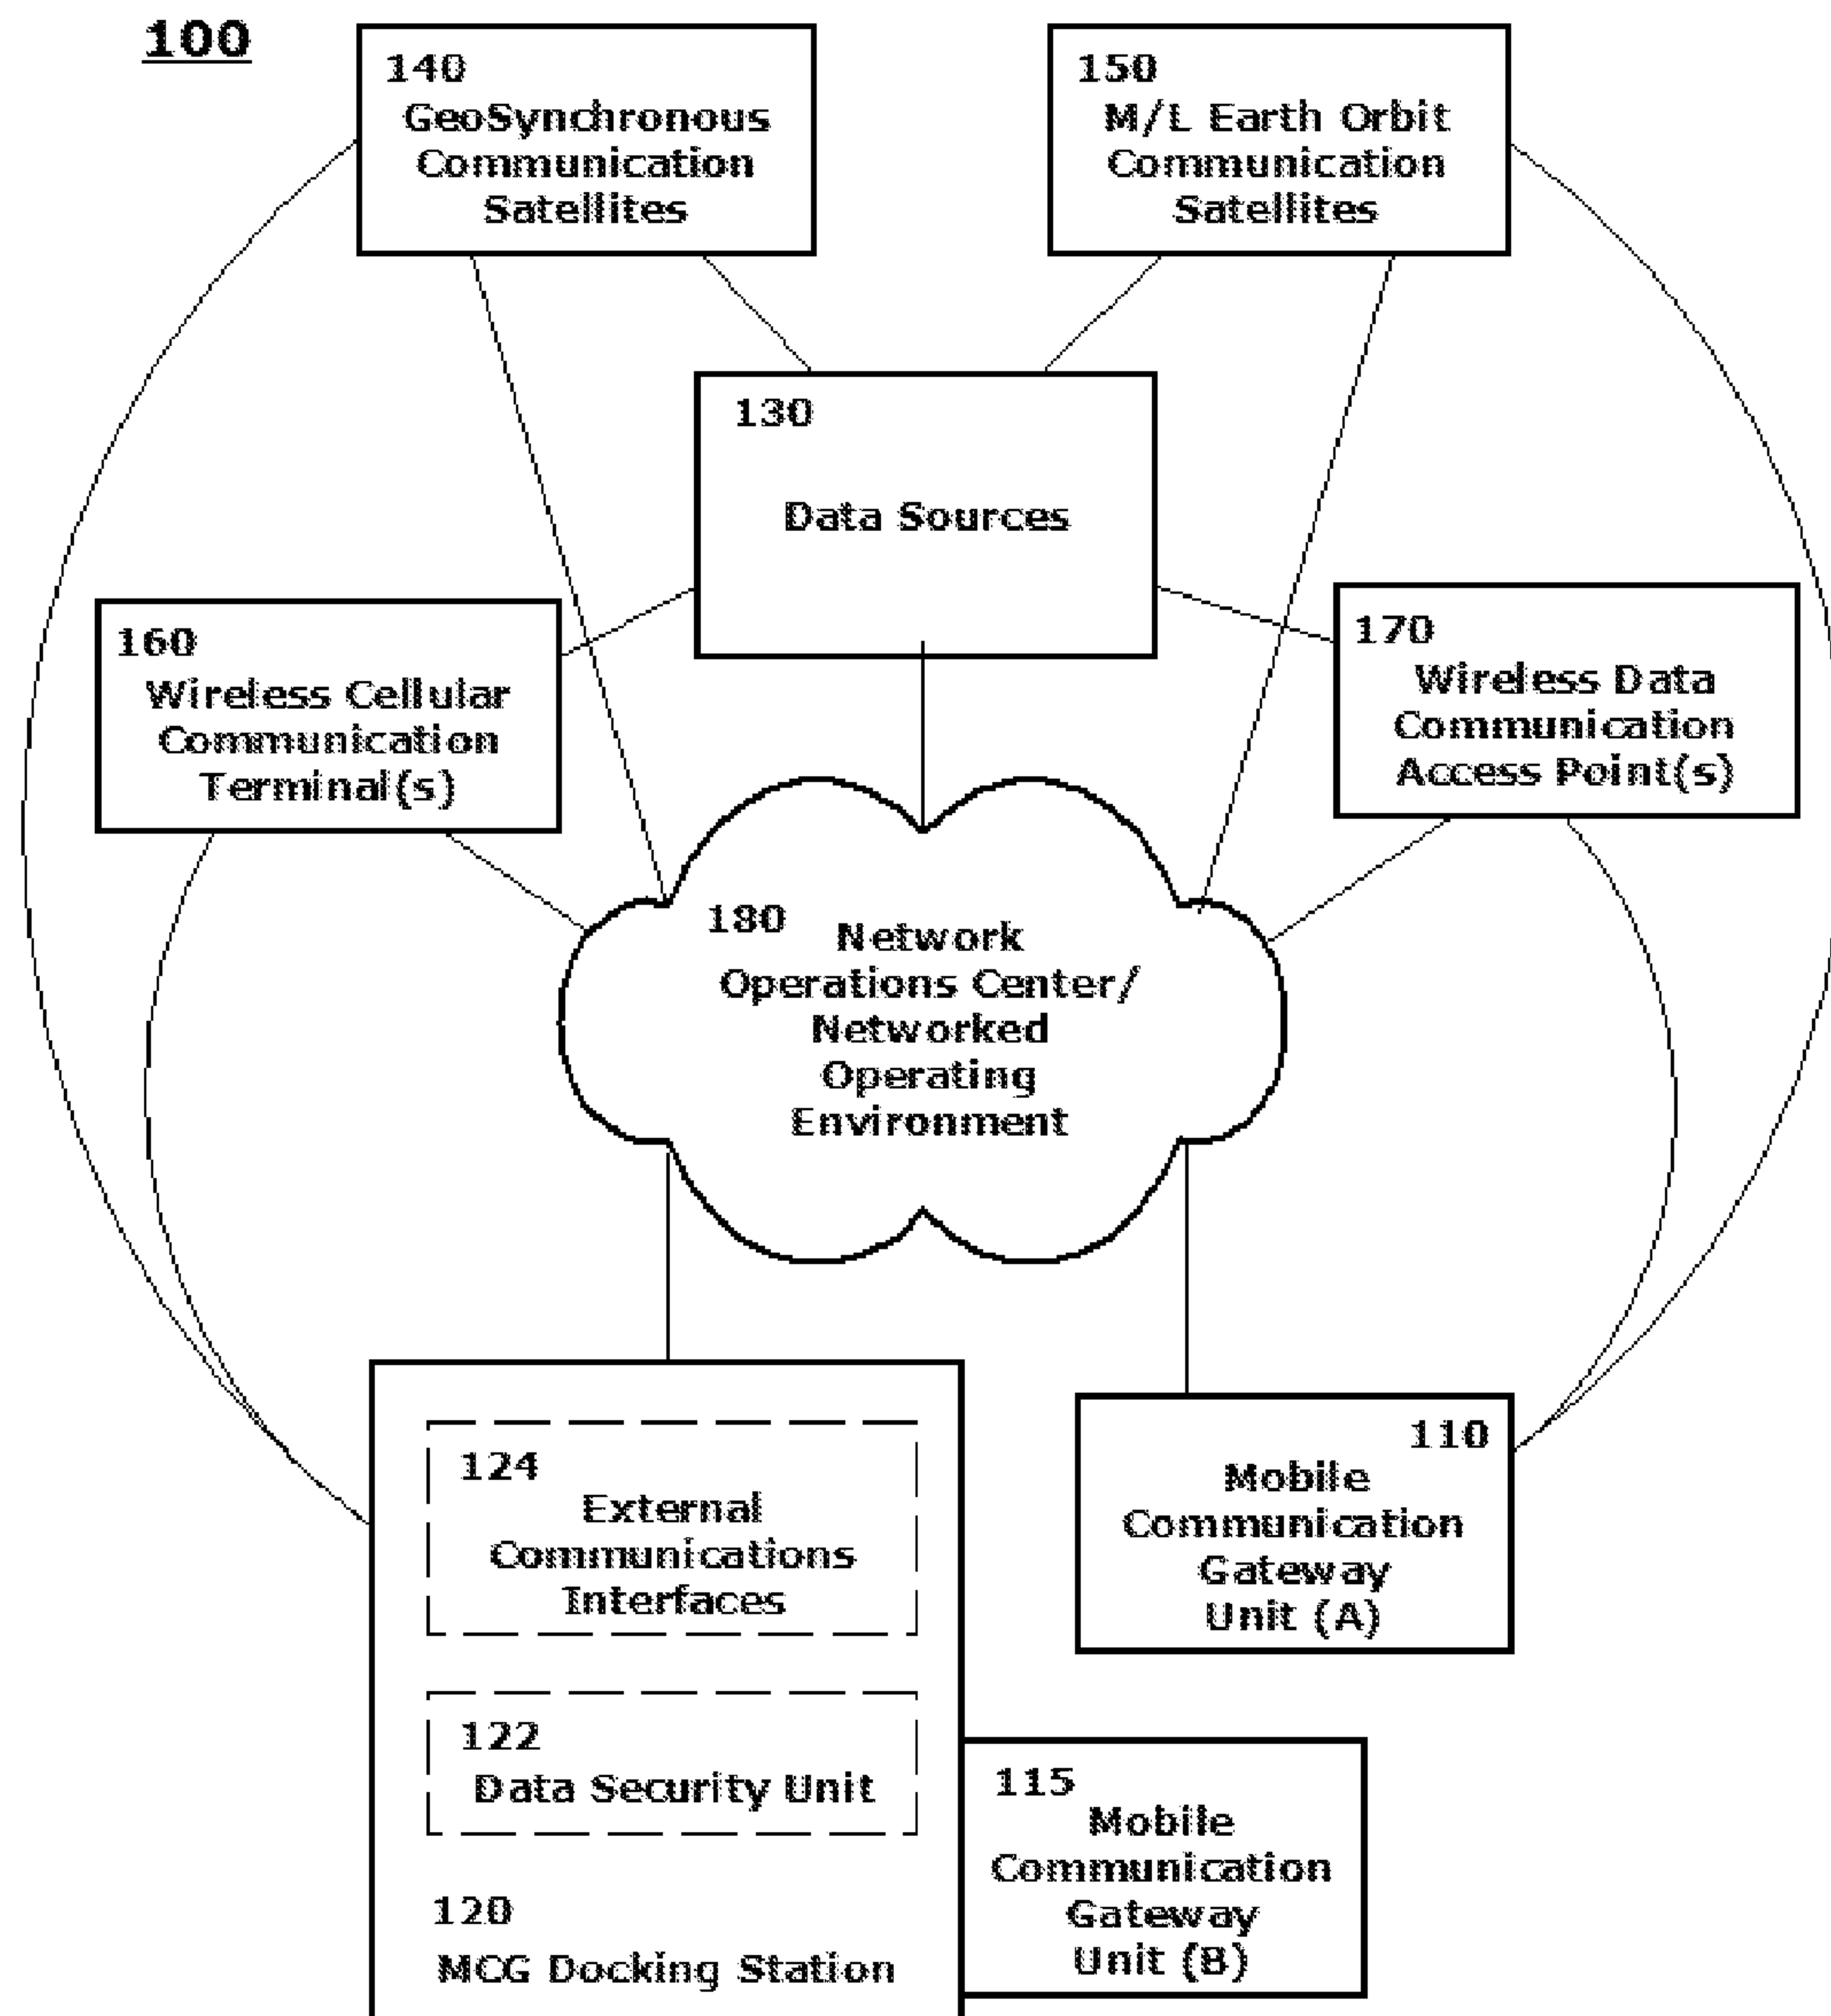 100
140
GeoSynchronous
Communication
Satellites
150
M/L Earth Orbit
Communication
Satellites
130
Data Sources
160
Wireless Cellular
Communication
Terminal(s)
170
Wireless Data
Communication
Access Point(s)
180
Network
Operations Center/
Networked
Operating
Environment
124
External
Communications
Interfaces
122
Data Security Unit
120
MCG Docking Station
110
Mobile
Communication
Gateway
Unit (A)
115
Mobile
Communication
Gateway
Unit (B)